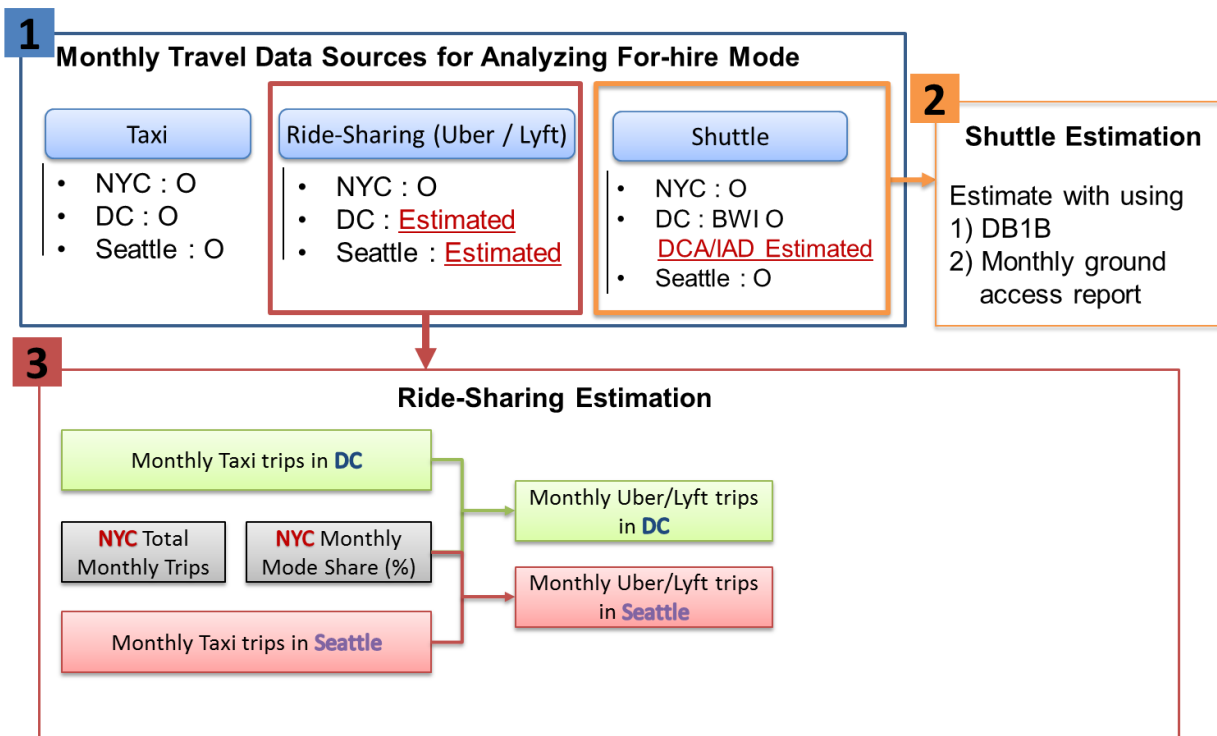 1
Monthly Travel Data Sources for Analyzing For-hire Mode
Taxi
• NYC : O
• DC : O
• Seattle : O
Ride-Sharing (Uber / Lyft)
• NYC : O
• DC : Estimated
• Seattle : Estimated
Shuttle
• NYC : O
• DC : BWI O
DCA/IAD Estimated
• Seattle : O
2
Shuttle Estimation
Estimate with using
1) DB1B
2) Monthly ground
access report
3
Ride-Sharing Estimation
Monthly Taxi trips in DC
NYC Total
Monthly Trips
NYC Monthly
Mode Share (%)
Monthly Taxi trips in Seattle
Monthly Uber/Lyft trips
in DC
Monthly Uber/Lyft trips
in Seattle